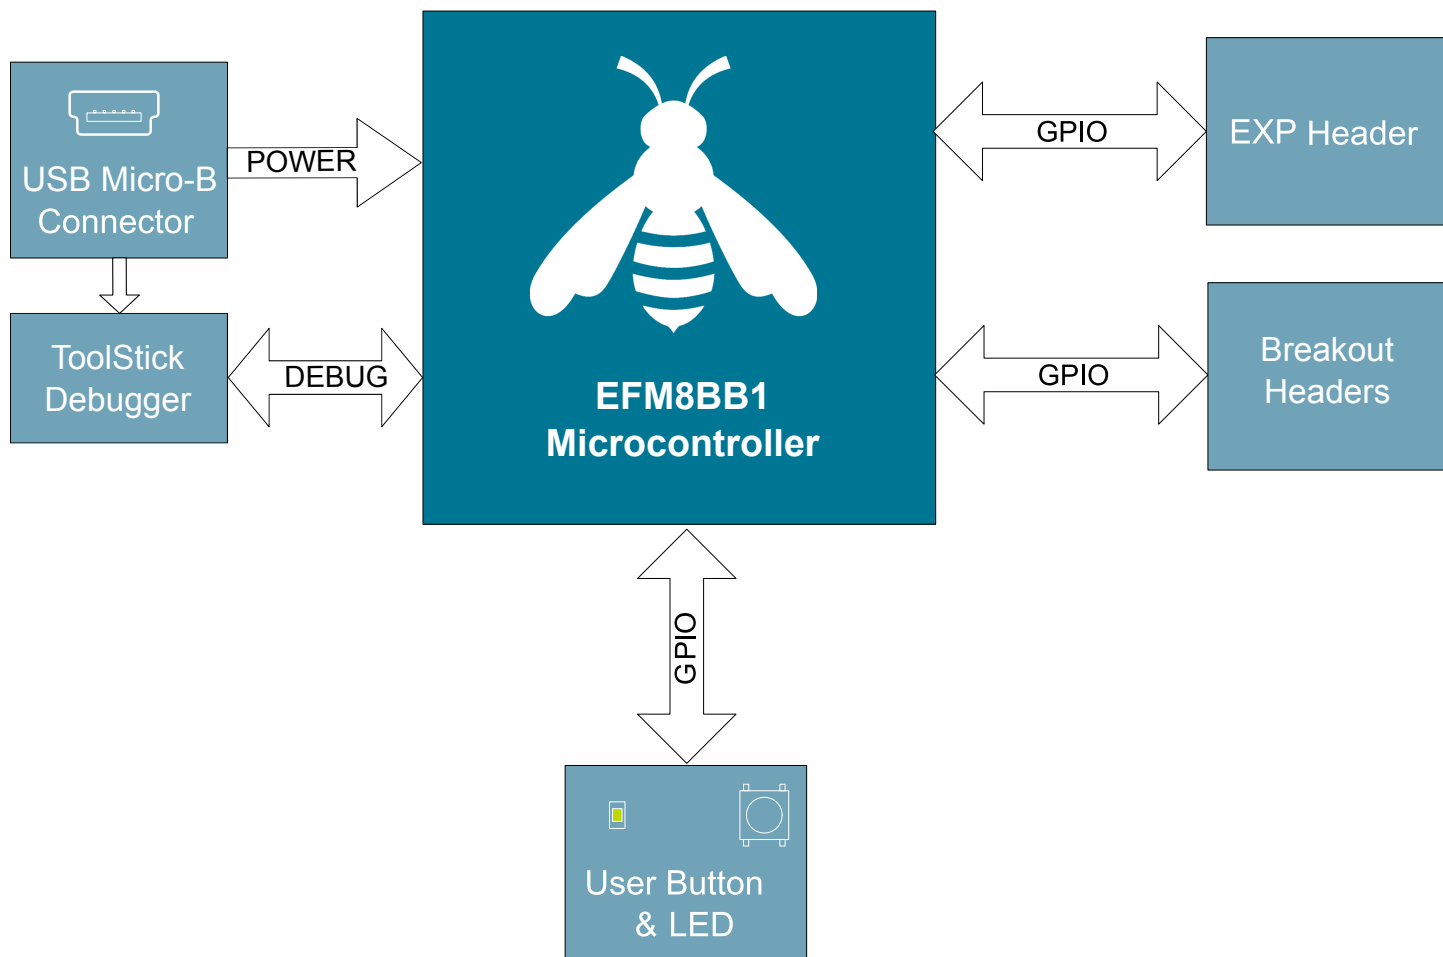 USB Micro-B
Connector
POWER
ToolStick
Debugger
DEBUG
EFM8BB1
Microcontroller
GPIO
EXP Header
GPIO
Breakout
Headers
GPIO
User Button
& LED